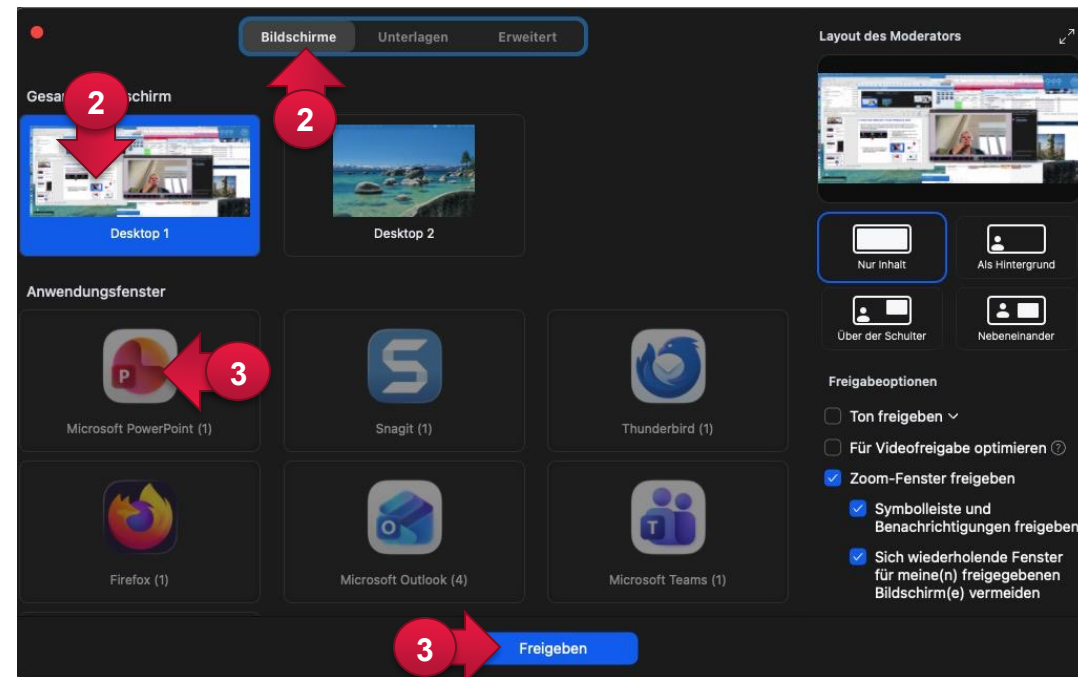 Bildschirme Unterlagen Erweitert
2
Gesa schirm
2
Desktop 1
Desktop 2
Anwendungsfenster
P
3
S
Microsoft PowerPoint (1)
Snagit (1)
Thunderbird (1)
O
T
Firefox (1)
Microsoft Outlook (4)
Microsoft Teams (1)
3
Freigeben
Layout des Moderators
Nur Inhalt
Als Hintergrund
Über der Schulter
Nebeneinander
Freigabeoptionen
Ton freigeben
Für Videofreigabe optimieren ?
Zoom-Fenster freigeben
Symbolleiste und
Benachrichtigungen freigeben
Sich wiederholende Fenster
für meine(n) freigegebenen
Bildschirm(e) vermeiden